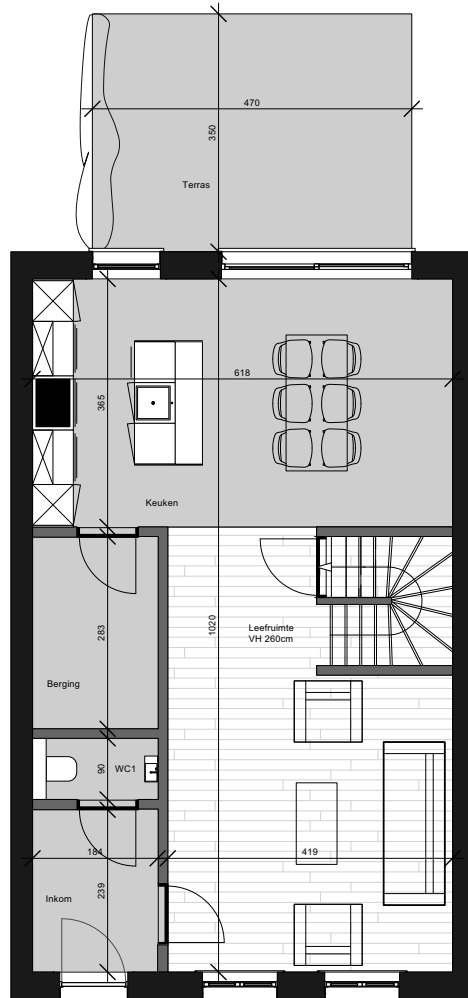 470
350
Terras
618
365
Keuken
1020
Leefruimte
VH 260cm
283
Berging
90
WC1
184
419
239
Inkom